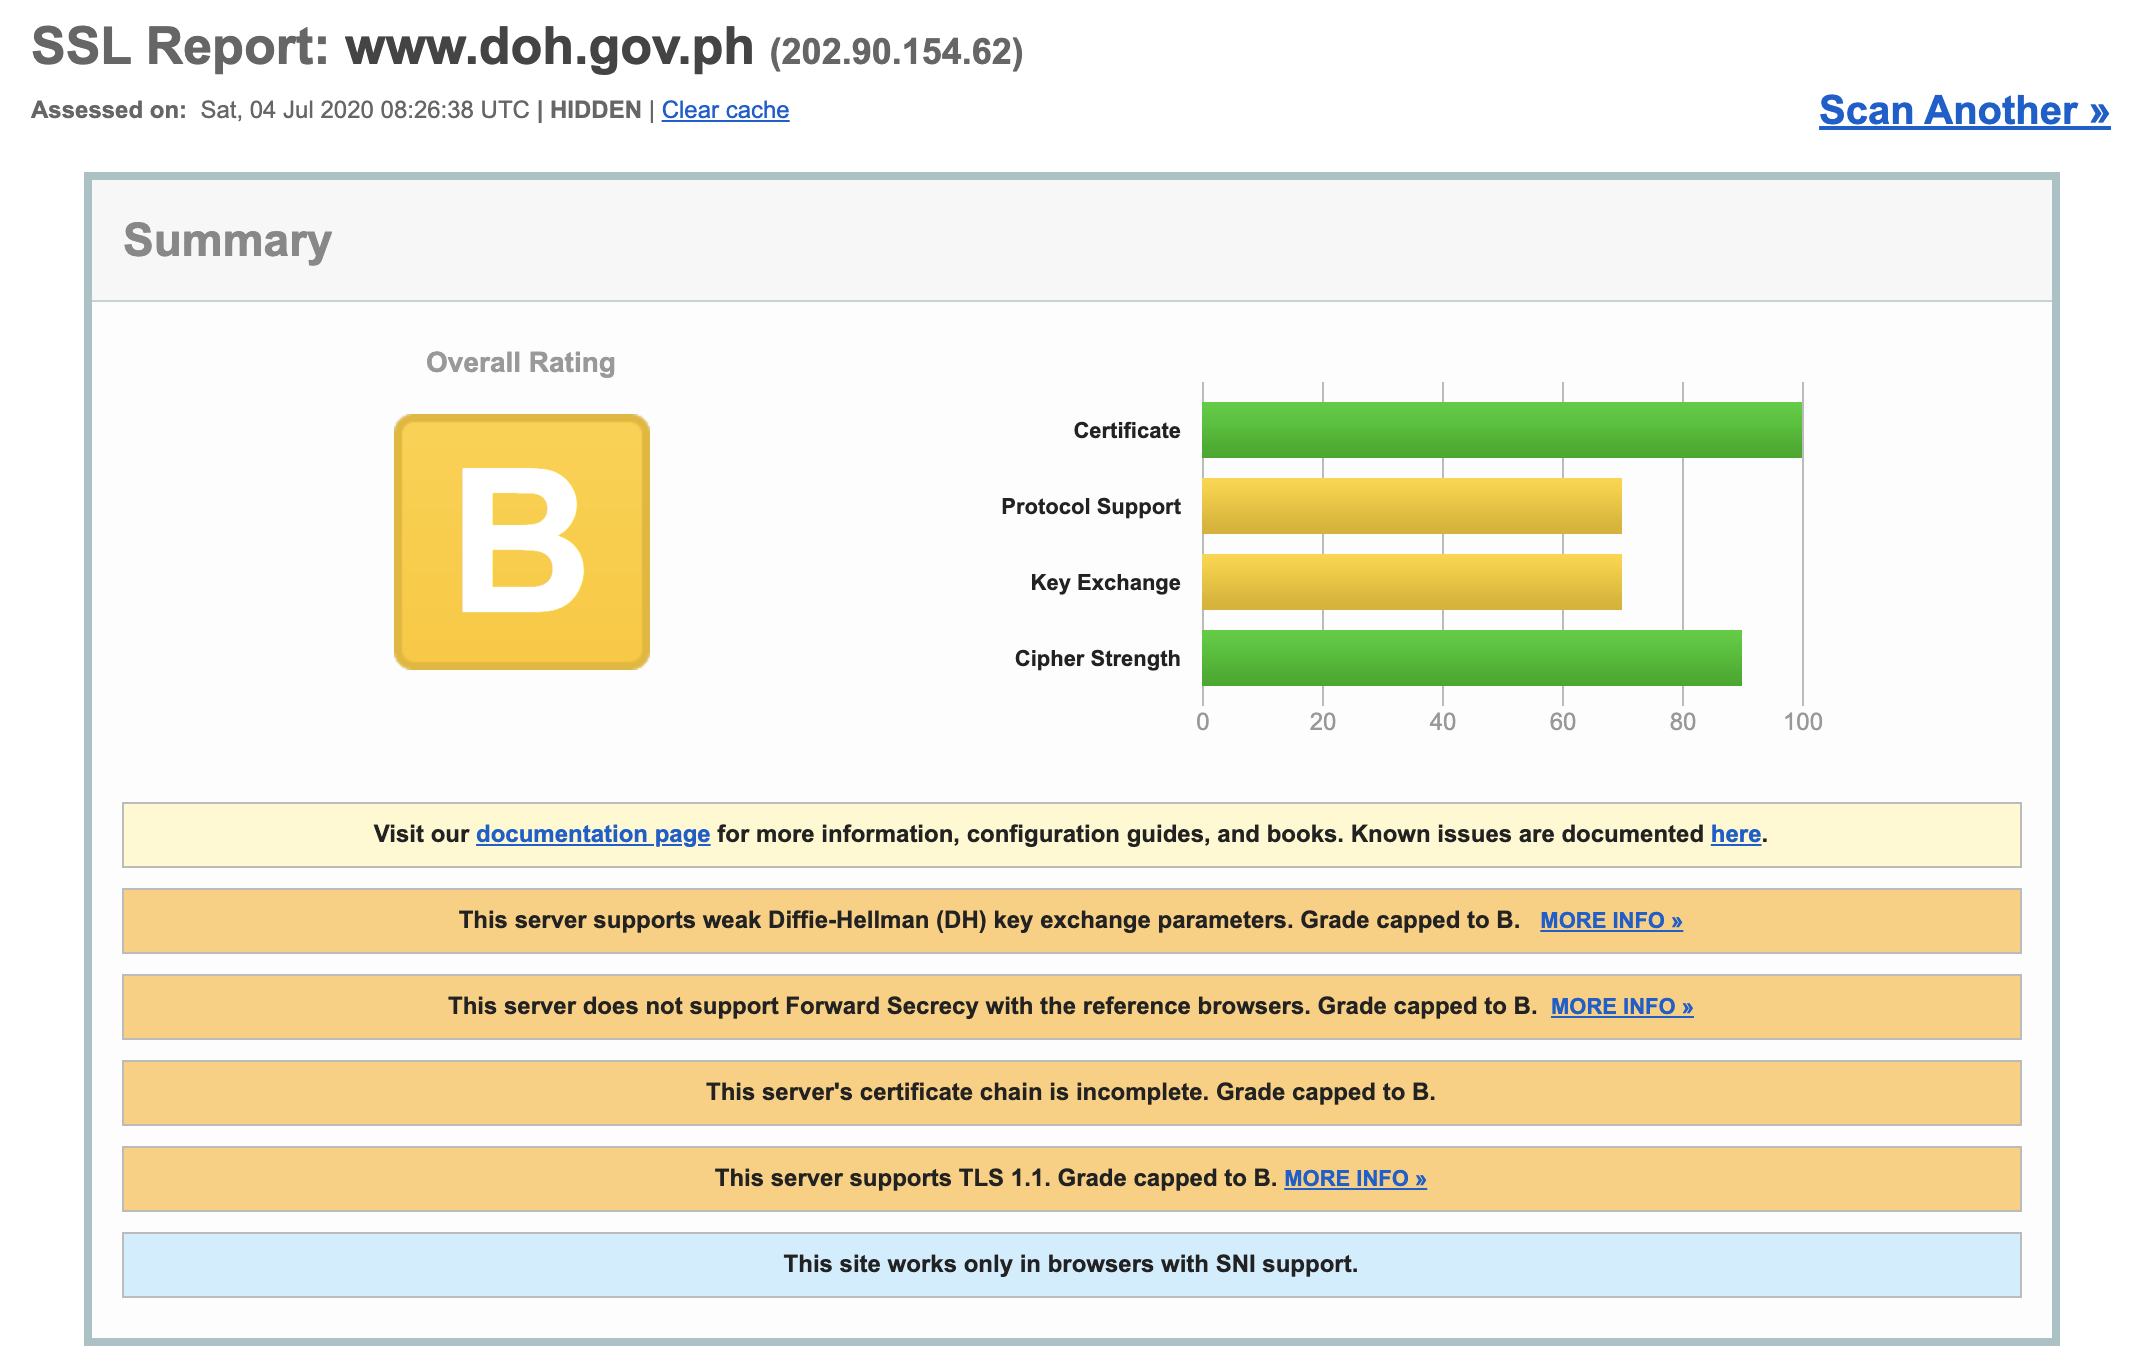 SSL Report: www.doh.gov.ph (202.90.154.62)
Assessed on: Sat, 04 Jul 2020 08:26:38 UTC | HIDDEN | Clear cache
Scan Another »
Summary
Overall Rating
B
Certificate
Protocol Support
Key Exchange
Cipher Strength
0 20 40 60 80 100
Visit our documentation page for more information, configuration guides, and books. Known issues are documented here.
This server supports weak Diffie-Hellman (DH) key exchange parameters. Grade capped to B. MORE INFO »
This server does not support Forward Secrecy with the reference browsers. Grade capped to B. MORE INFO »
This server's certificate chain is incomplete. Grade capped to B.
This server supports TLS 1.1. Grade capped to B. MORE INFO »
This site works only in browsers with SNI support.